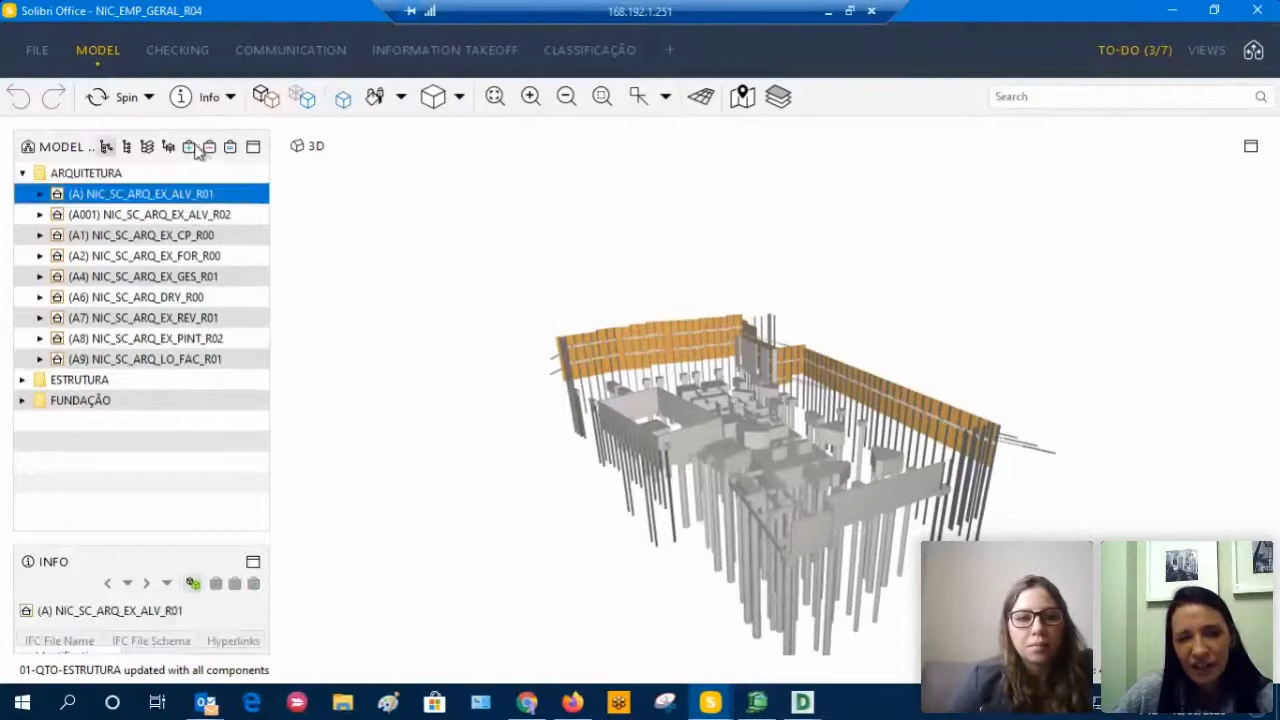 Solibri Office - NIC_EMP_GERAL_R04
168.192.1.251
FILE MODEL CHECKING COMMUNICATION INFORMATION TAKEOFF CLASSIFICAÇÃO + TO-DO (3/7) VIEWS
Spin Info Search
MODEL ..
3D
ARQUITETURA
(A) NIC_SC_ARQ_EX_ALV_R01
(A001) NIC_SC_ARQ_EX_ALV_R02
(A1) NIC_SC_ARQ_EX_CP_R00
(A2) NIC_SC_ARQ_EX_FOR_R00
(A4) NIC_SC_ARQ_EX_GES_R01
(A6) NIC_SC_ARQ_DRY_R00
(A7) NIC_SC_ARQ_EX_REV_R01
(A8) NIC_SC_ARQ_EX_PINT_R02
(A9) NIC_SC_ARQ_LO_FAC_R01
ESTRUTURA
FUNDAÇÃO
INFO
(A) NIC_SC_ARQ_EX_ALV_R01
IFC File Name IFC File Schema Hyperlinks
01-QTO-ESTRUTURA updated with all components